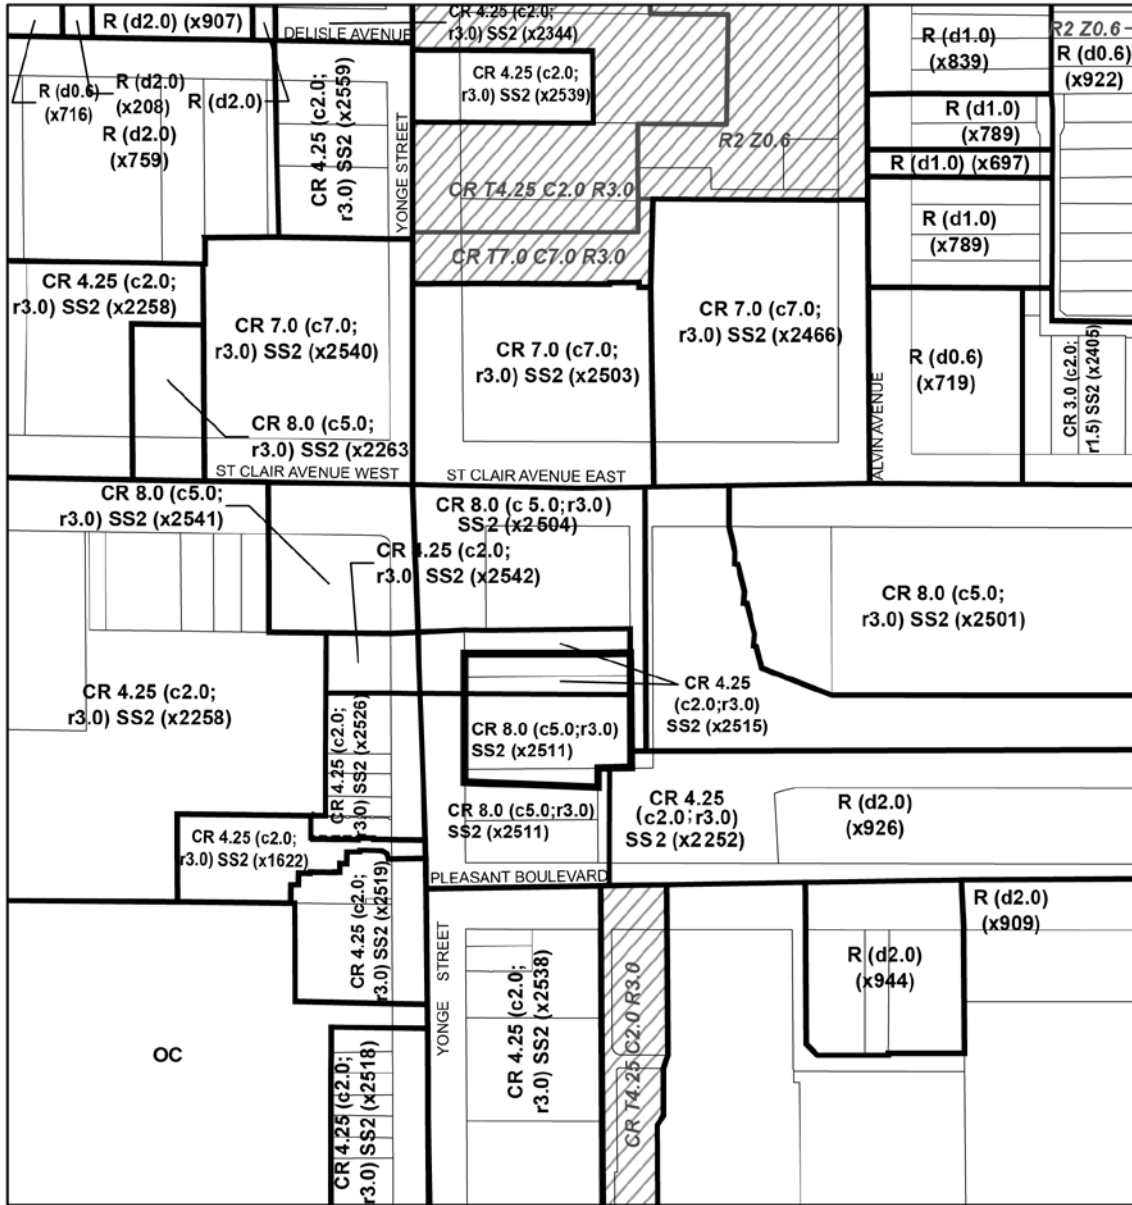 R (d2.0) (x907)
DELISLE AVENUE
CR 4.25 (c2.0;
r3.0) SS2 (x2344)
R (d1.0)
(x839)
R2 Z0.6
R (d0.6)
(x922)
R (d0.6)
(x716)
R (d2.0)
(x208)
R (d2.0)
(x759)
R (d2.0)
CR 4.25 (c2.0;
r3.0) SS2 (x2559)
YONGE STREET
CR 4.25 (c2.0;
r3.0) SS2 (x2539)
R2 Z0.6
R (d1.0)
(x789)
R (d1.0) (x697)
CR T4.25 C2.0 R3.0
CR T7.0 C7.0 R3.0
R (d1.0)
(x789)
CR 4.25 (c2.0;
r3.0) SS2 (x2258)
CR 7.0 (c7.0;
r3.0) SS2 (x2540)
CR 7.0 (c7.0;
r3.0) SS2 (x2503)
CR 7.0 (c7.0;
r3.0) SS2 (x2466)
ALVIN AVENUE
R (d0.6)
(x719)
CR 3.0 (c2.0;
r1.5) SS2 (x2405)
CR 8.0 (c5.0;
r3.0) SS2 (x2263
ST CLAIR AVENUE WEST
ST CLAIR AVENUE EAST
CR 8.0 (c5.0;
r3.0) SS2 (x2541)
CR 8.0 (c 5.0;r3.0)
SS2 (x2504)
CR 4.25 (c2.0;
r3.0) SS2 (x2542)
CR 8.0 (c5.0;
r3.0) SS2 (x2501)
CR 4.25 (c2.0;
r3.0) SS2 (x2258)
CR 4.25 (c2.0;
r3.0) SS2 (x2526)
CR 4.25
(c2.0;r3.0)
SS2 (x2515)
CR 8.0 (c5.0;r3.0)
SS2 (x2511)
CR 8.0 (c5.0;r3.0)
SS2 (x2511)
CR 4.25
(c2.0;r3.0)
SS2 (x2252)
R (d2.0)
(x926)
CR 4.25 (c2.0;
r3.0) SS2 (x1622)
CR 4.25 (c2.0;
r3.0) SS2 (x2519)
PLEASANT BOULEVARD
R (d2.0)
(x909)
YONGE STREET
CR 4.25 (c2.0;
r3.0) SS2 (x2538)
CR T4.25 C2.0 R3.0
R (d2.0)
(x944)
OC
CR 4.25 (c2.0;
r3.0) SS2 (x2518)